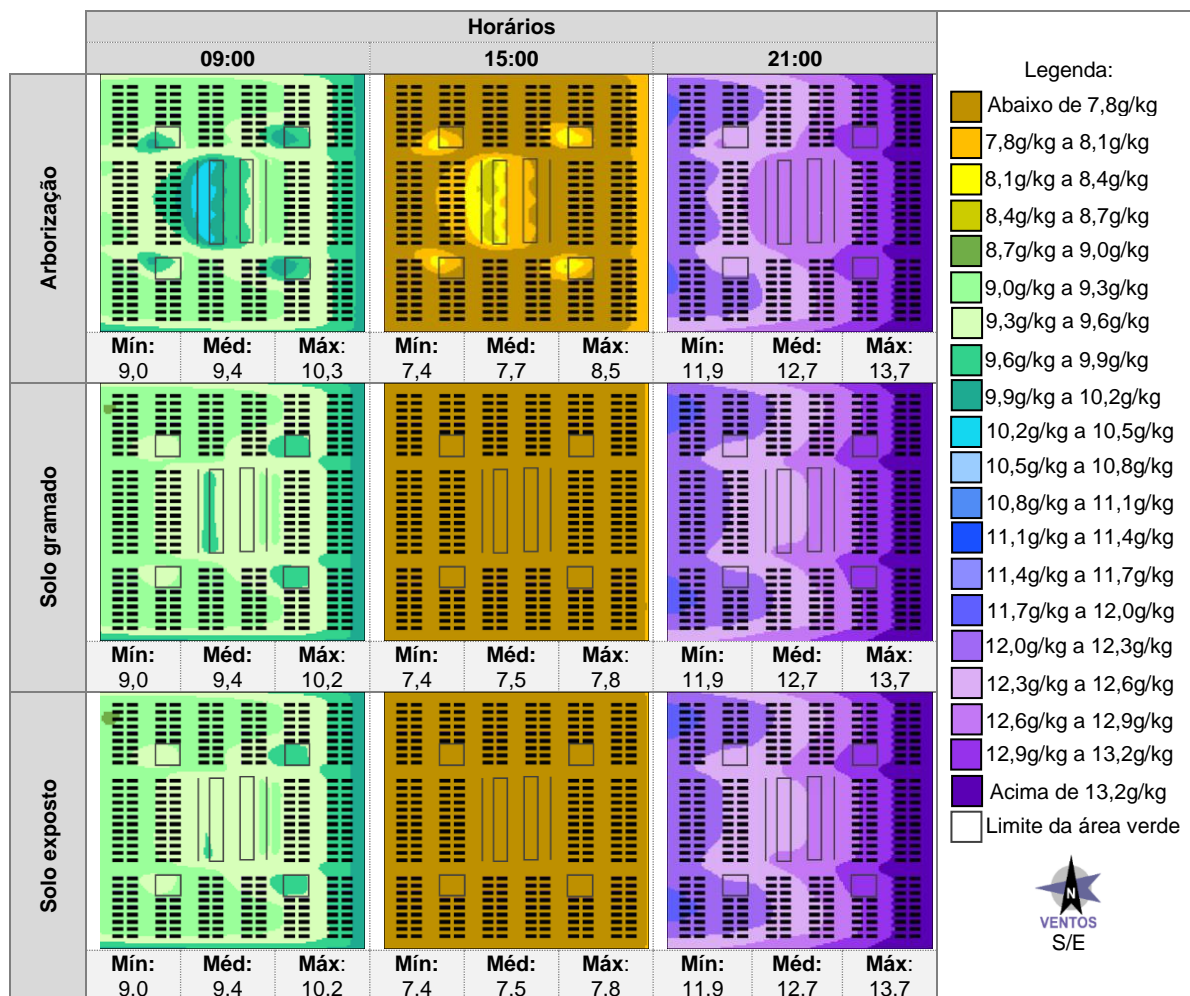 Horários
09:00 15:00 21:00
Arborização
Mín: Méd: Máx: Mín: Méd: Máx: Mín: Méd: Máx:
9,0 9,4 10,3 7,4 7,7 8,5 11,9 12,7 13,7
Solo gramado
Mín: Méd: Máx: Mín: Méd: Máx: Mín: Méd: Máx:
9,0 9,4 10,2 7,4 7,5 7,8 11,9 12,7 13,7
Solo exposto
Mín: Méd: Máx: Mín: Méd: Máx: Mín: Méd: Máx:
9,0 9,4 10,2 7,4 7,5 7,8 11,9 12,7 13,7
Legenda:
Abaixo de 7,8g/kg
7,8g/kg a 8,1g/kg
8,1g/kg a 8,4g/kg
8,4g/kg a 8,7g/kg
8,7g/kg a 9,0g/kg
9,0g/kg a 9,3g/kg
9,3g/kg a 9,6g/kg
9,6g/kg a 9,9g/kg
9,9g/kg a 10,2g/kg
10,2g/kg a 10,5g/kg
10,5g/kg a 10,8g/kg
10,8g/kg a 11,1g/kg
11,1g/kg a 11,4g/kg
11,4g/kg a 11,7g/kg
11,7g/kg a 12,0g/kg
12,0g/kg a 12,3g/kg
12,3g/kg a 12,6g/kg
12,6g/kg a 12,9g/kg
12,9g/kg a 13,2g/kg
Acima de 13,2g/kg
Limite da área verde
N
VENTOS
S/E